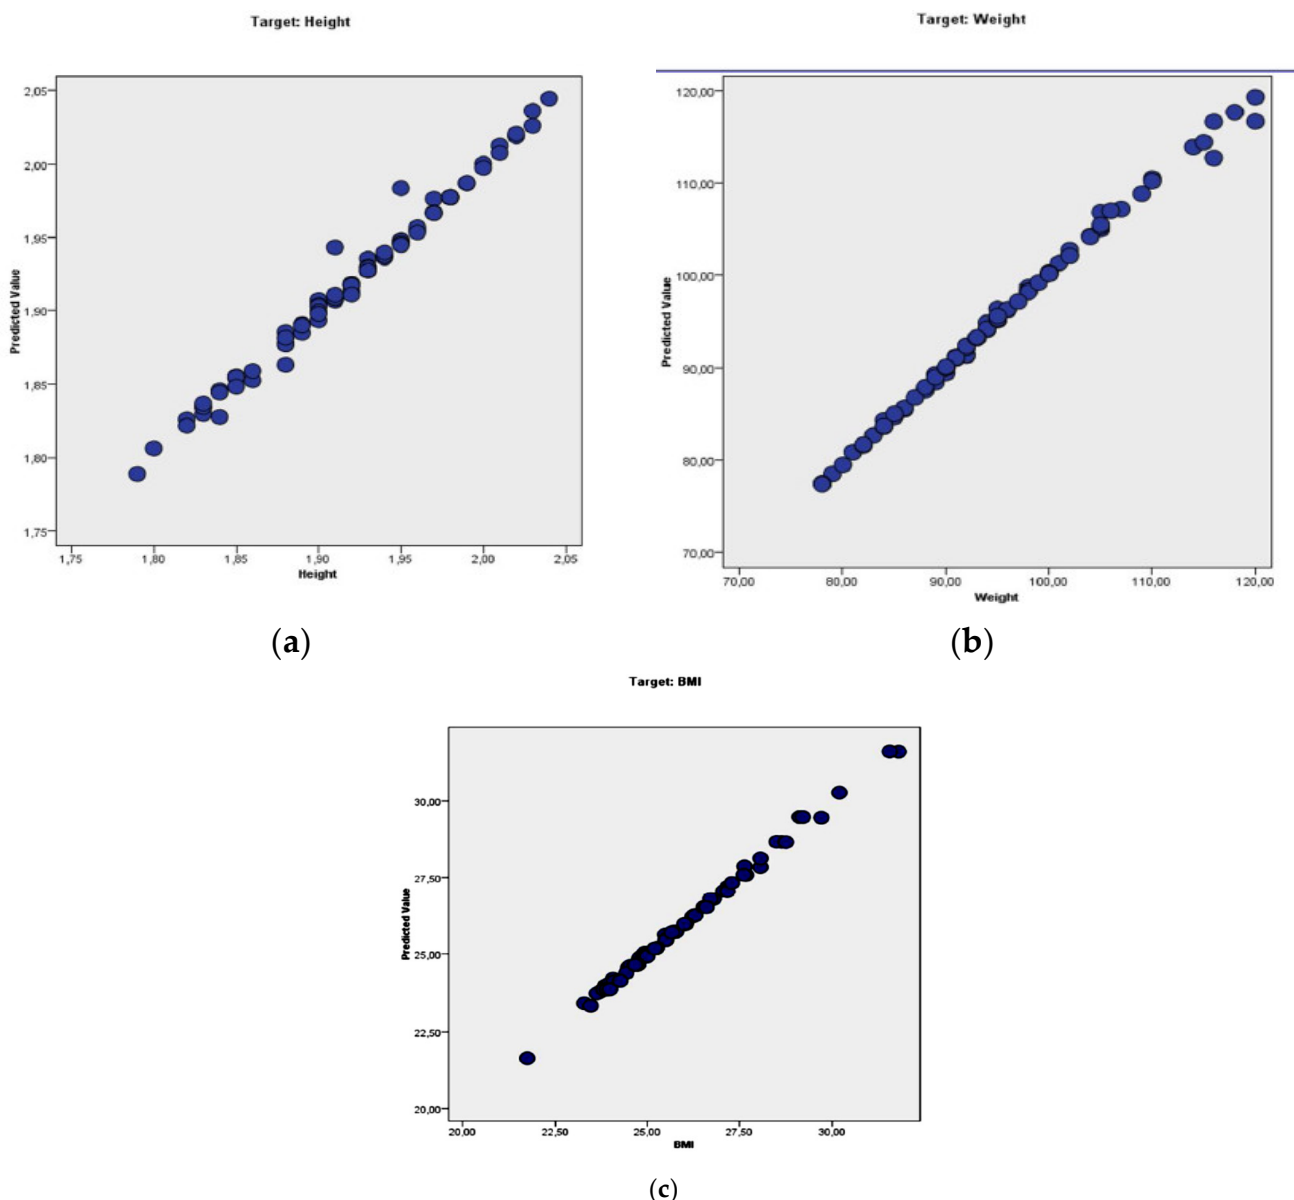 Target: Height
2,05
2,00
1,95
1,90
1,85
1,80
1,75
Predicted Value
1,75 1,80 1,85 1,90 1,95 2,00 2,05
Height
(a)
Target: Weight
120,00
110,00
100,00
90,00
80,00
70,00
Predicted Value
70,00 80,00 90,00 100,00 110,00 120,00
Weight
(b)
Target: BMI
30,00
27,50
25,00
22,50
20,00
Predicted Value
20,00 22,50 25,00 27,50 30,00
BMI
(c)